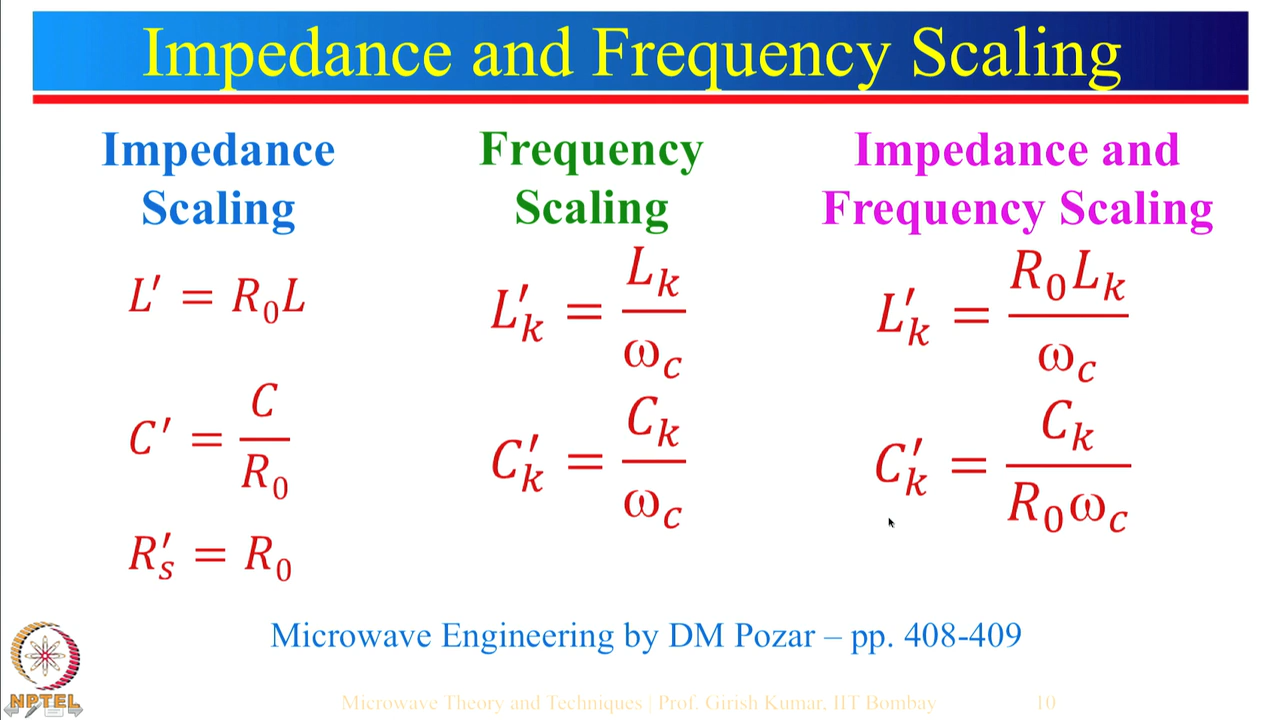 Impedance and Frequency Scaling
Impedance
Scaling
L′ = R₀L
C′ = C/R₀
R′ₛ = R₀
Frequency
Scaling
L′ₖ = Lₖ/ω_c
C′ₖ = Cₖ/ω_c
Impedance and
Frequency Scaling
L′ₖ = R₀Lₖ/ω_c
C′ₖ = Cₖ/R₀ω_c
Microwave Engineering by DM Pozar – pp. 408-409
NPTEL
Microwave Theory and Techniques | Prof. Girish Kumar, IIT Bombay
10